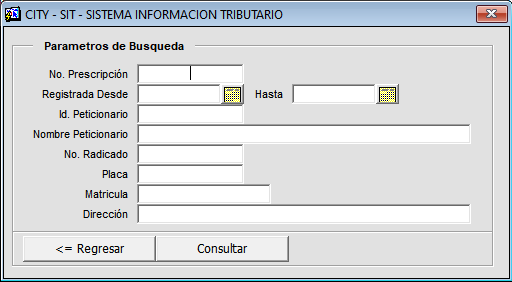 CITY - SIT - SISTEMA INFORMACION TRIBUTARIO
Parametros de Busqueda
No. Prescripción
Registrada Desde Hasta
Id. Peticionario
Nombre Peticionario
No. Radicado
Placa
Matricula
Dirección
<= Regresar Consultar